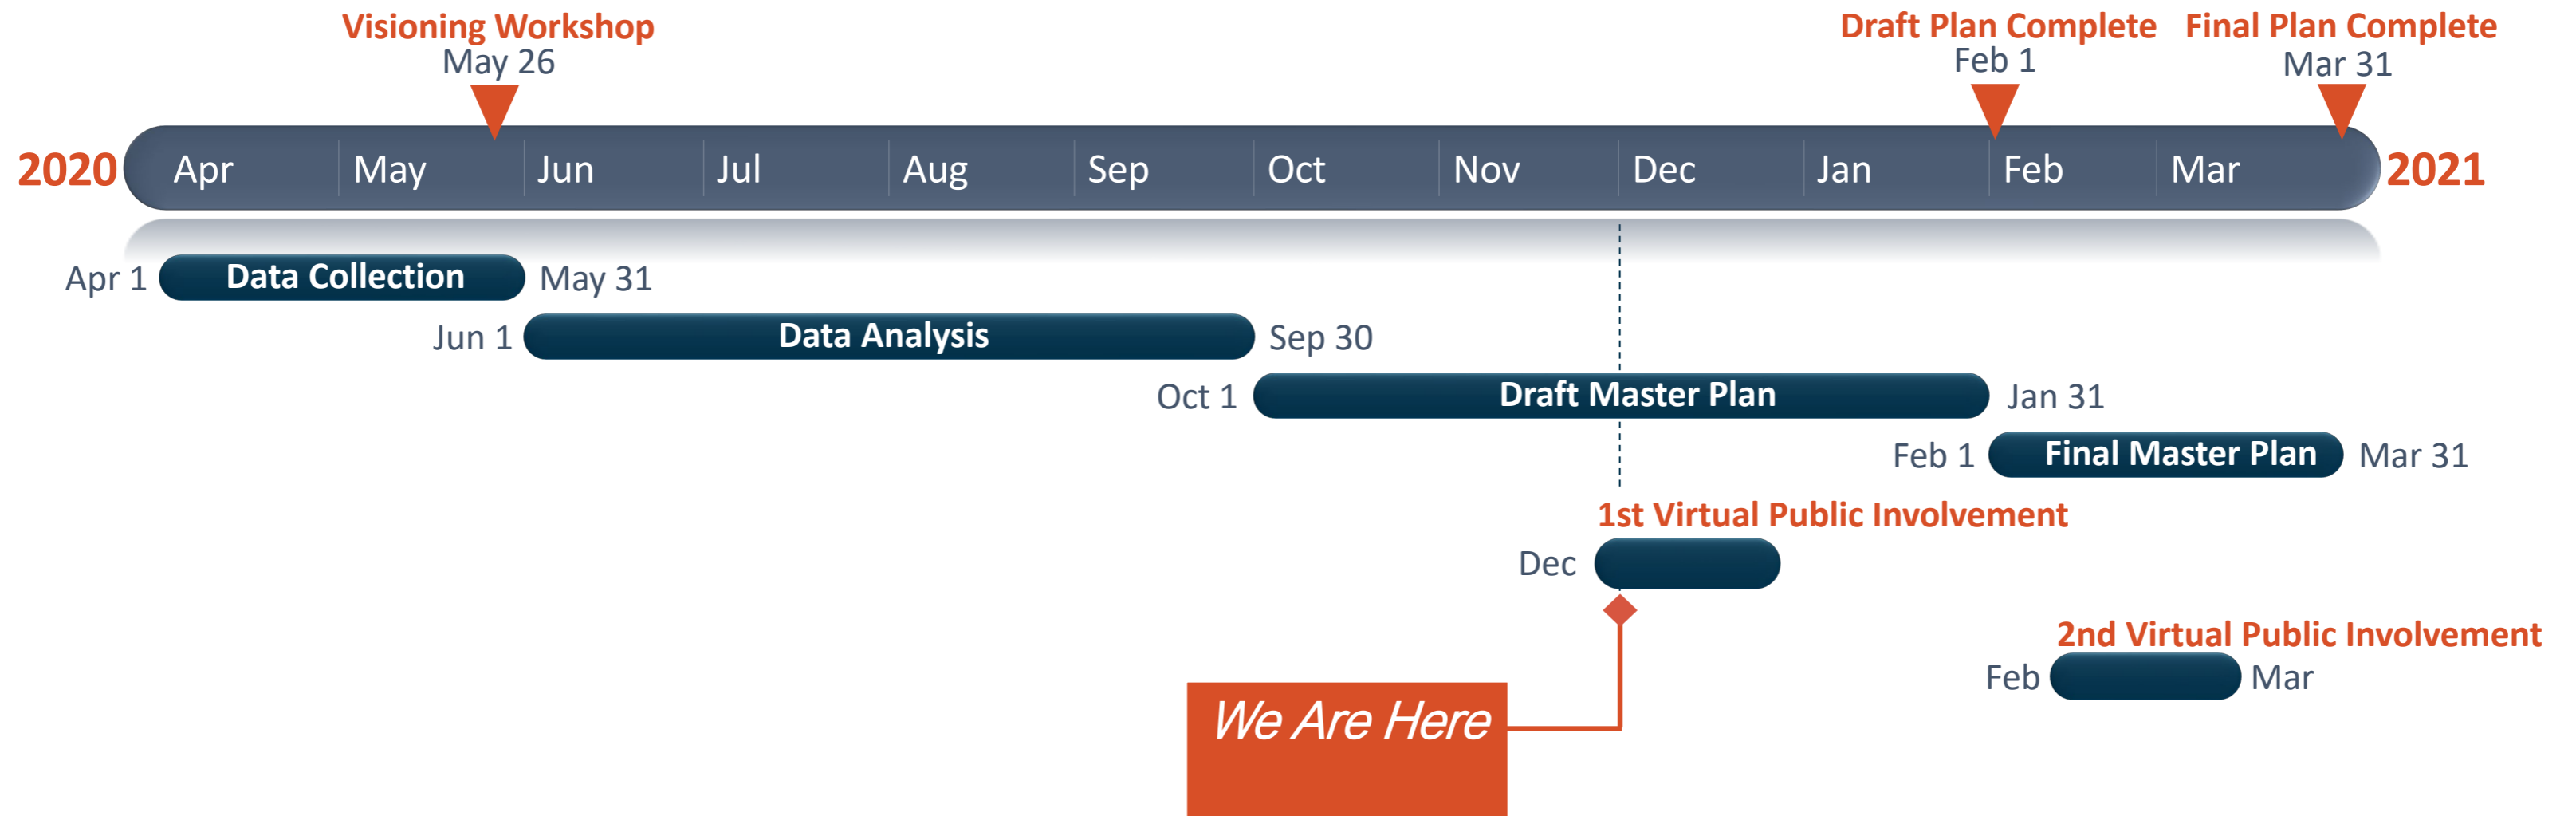 Visioning Workshop
May 26
Draft Plan Complete
Feb 1
Final Plan Complete
Mar 31
2020 Apr May Jun Jul Aug Sep Oct Nov Dec Jan Feb Mar 2021
Apr 1 Data Collection May 31
Jun 1 Data Analysis Sep 30
Oct 1 Draft Master Plan Jan 31
Feb 1 Final Master Plan Mar 31
1st Virtual Public Involvement
Dec
2nd Virtual Public Involvement
Feb Mar
We Are Here